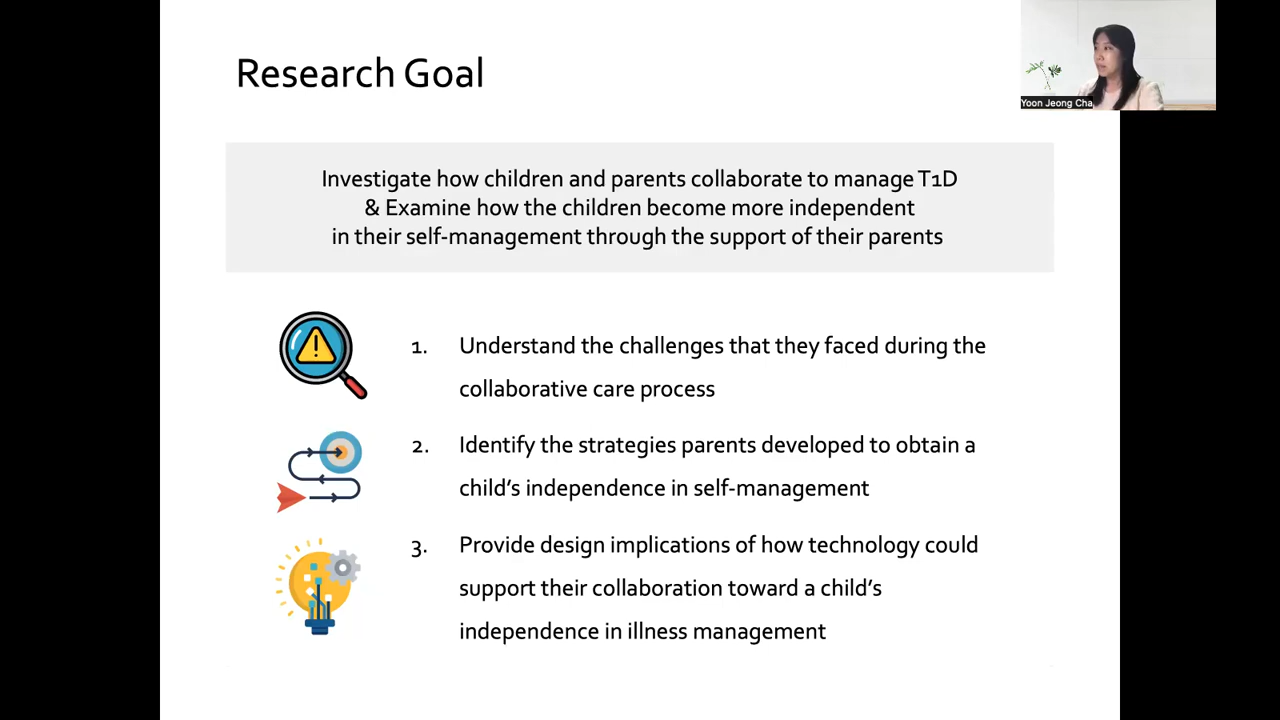 Research Goal
Yoon Jeong Cha
Investigate how children and parents collaborate to manage T1D
& Examine how the children become more independent
in their self-management through the support of their parents
1. Understand the challenges that they faced during the
collaborative care process
2. Identify the strategies parents developed to obtain a
child's independence in self-management
3. Provide design implications of how technology could
support their collaboration toward a child's
independence in illness management